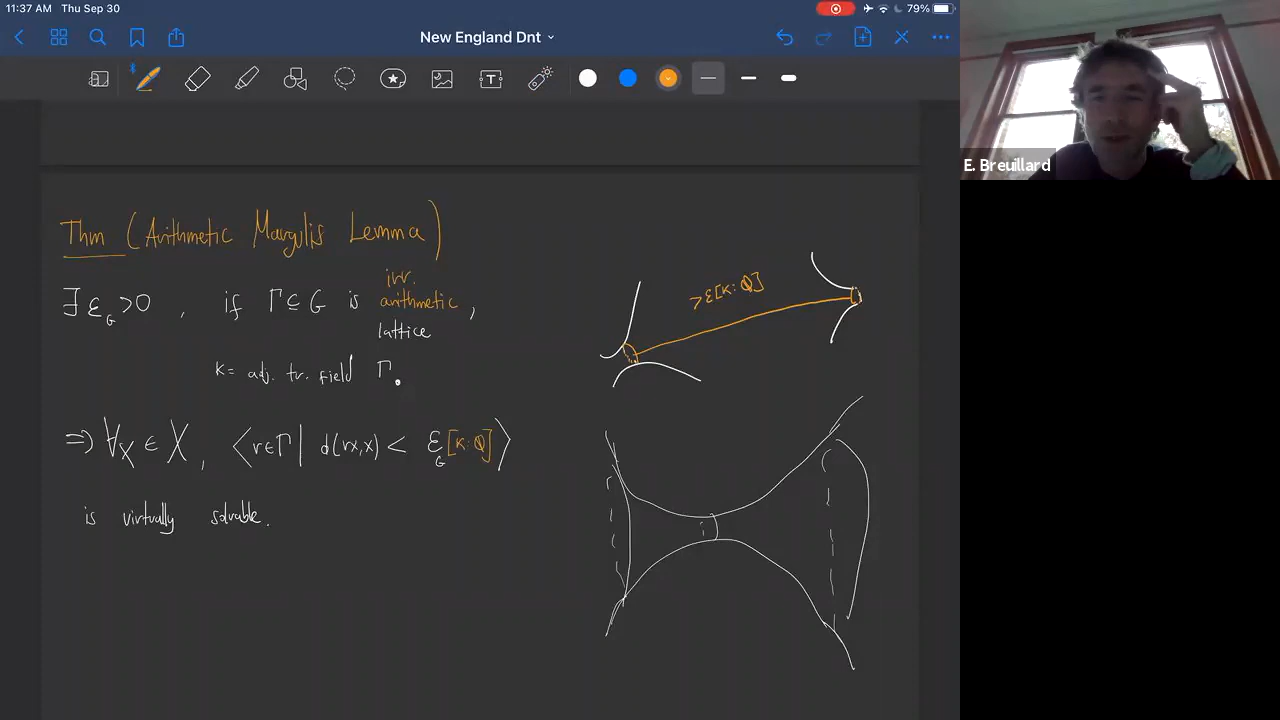 11:37 AM Thu Sep 30
79%
New England Dnt
E. Breuillard
Thm (Arithmetic Margulis Lemma)
∃ ε_G >0 , if Γ ⊆ G is irr. arithmetic lattice ,
K = adj. tr. field Γ.
⇒ ∀x ∈ X , ⟨γ∈Γ | d(γx,x) < ε_G [K:Q]⟩
is virtually solvable.
>ε[K:Q]